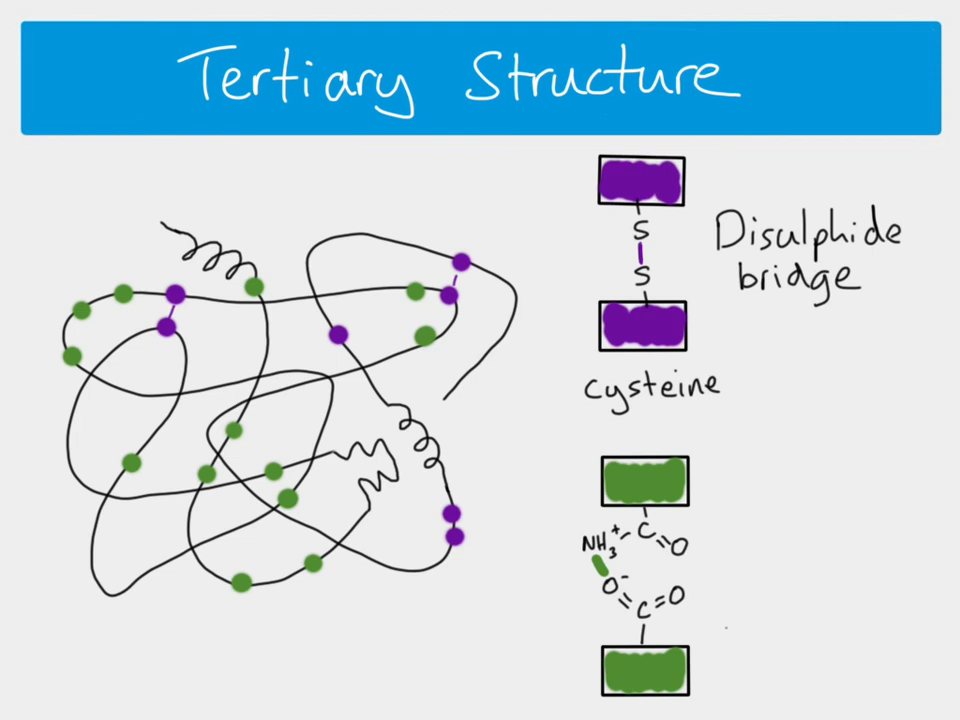 Tertiary Structure
S
S
Disulphide
bridge
cysteine
NH3+ C O
O- C O